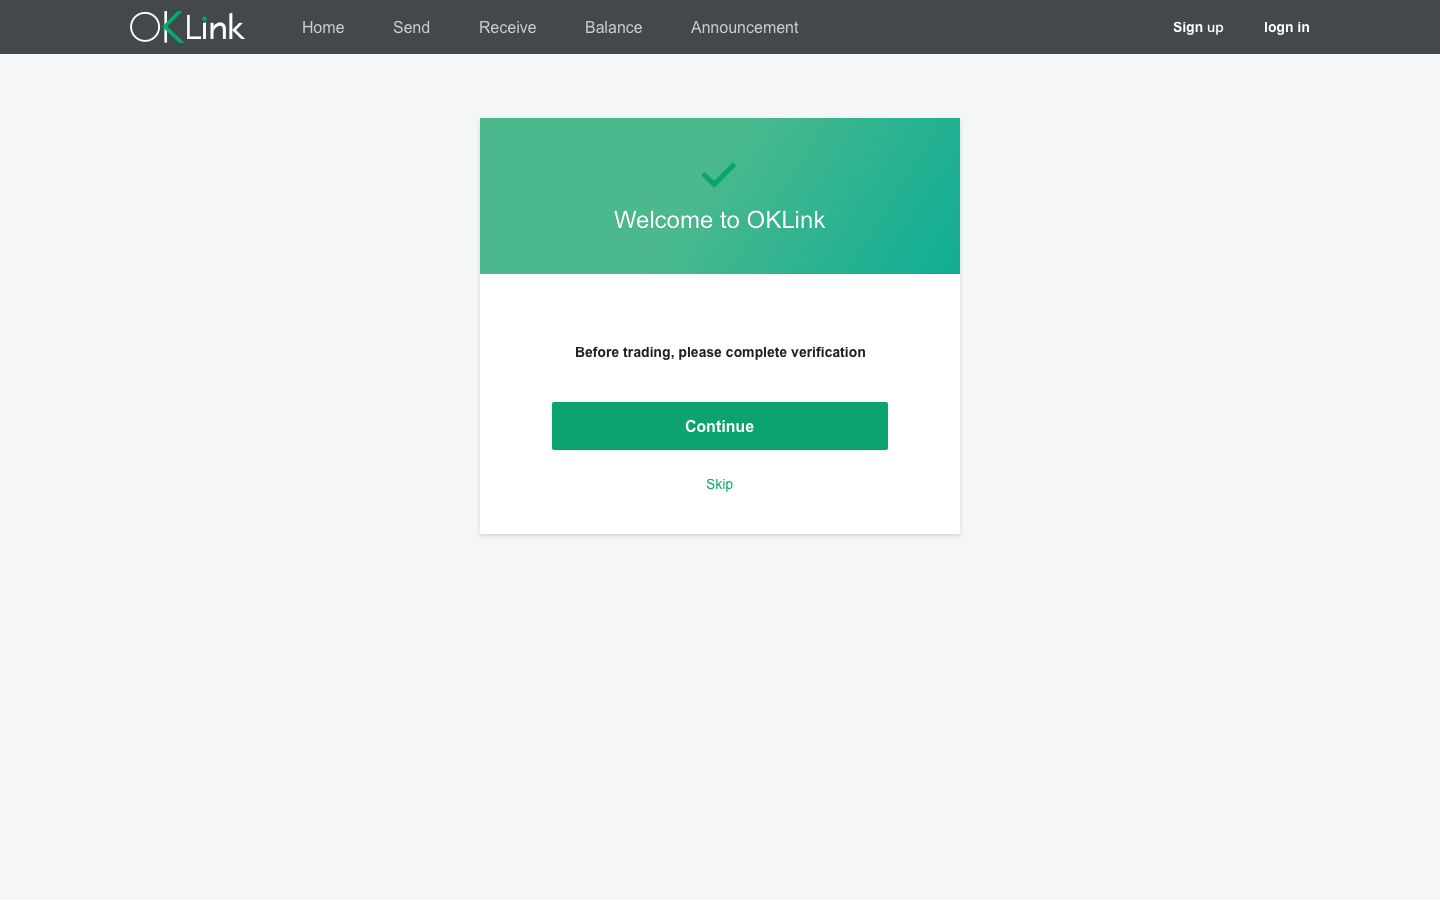 OKLink
Home Send Receive Balance Announcement Sign up login in
Welcome to OKLink
Before trading, please complete verification
Continue
Skip